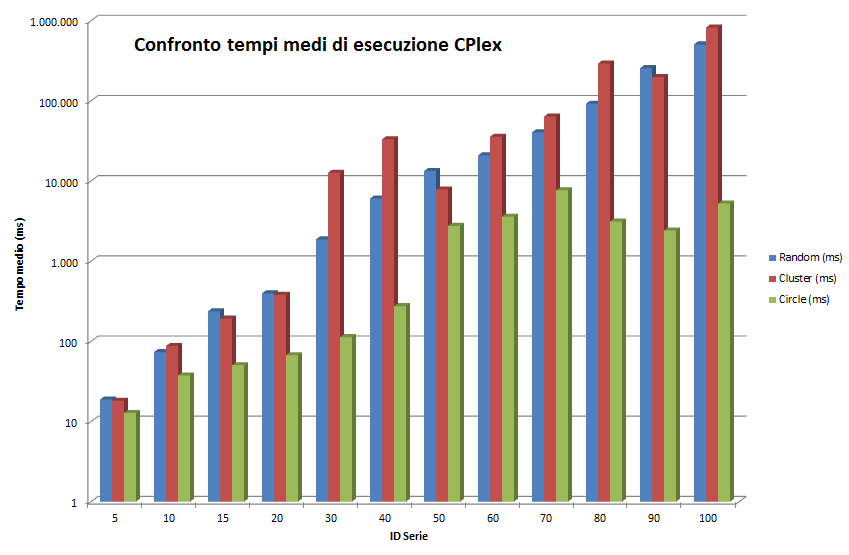 Confronto tempi medi di esecuzione CPlex
1.000.000
100.000
10.000
1.000
100
10
1
Tempo medio (ms)
5 10 15 20 30 40 50 60 70 80 90 100
ID Serie
Random (ms)
Cluster (ms)
Circle (ms)